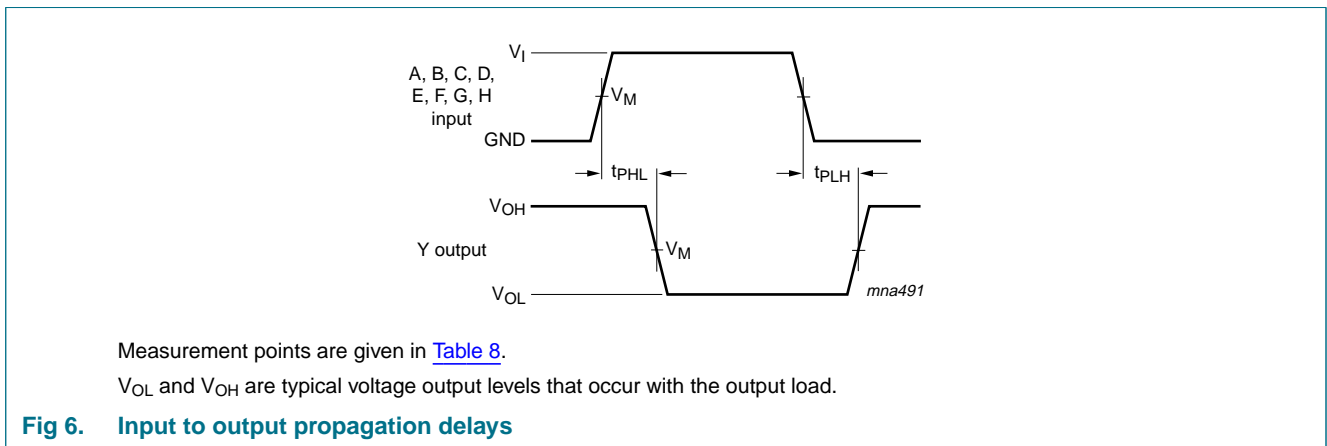 V_I
A, B, C, D,
E, F, G, H
input
V_M
GND
t_PHL
t_PLH
V_OH
Y output
V_M
V_OL
mna491
Measurement points are given in Table 8.
V_OL and V_OH are typical voltage output levels that occur with the output load.
Fig 6. Input to output propagation delays